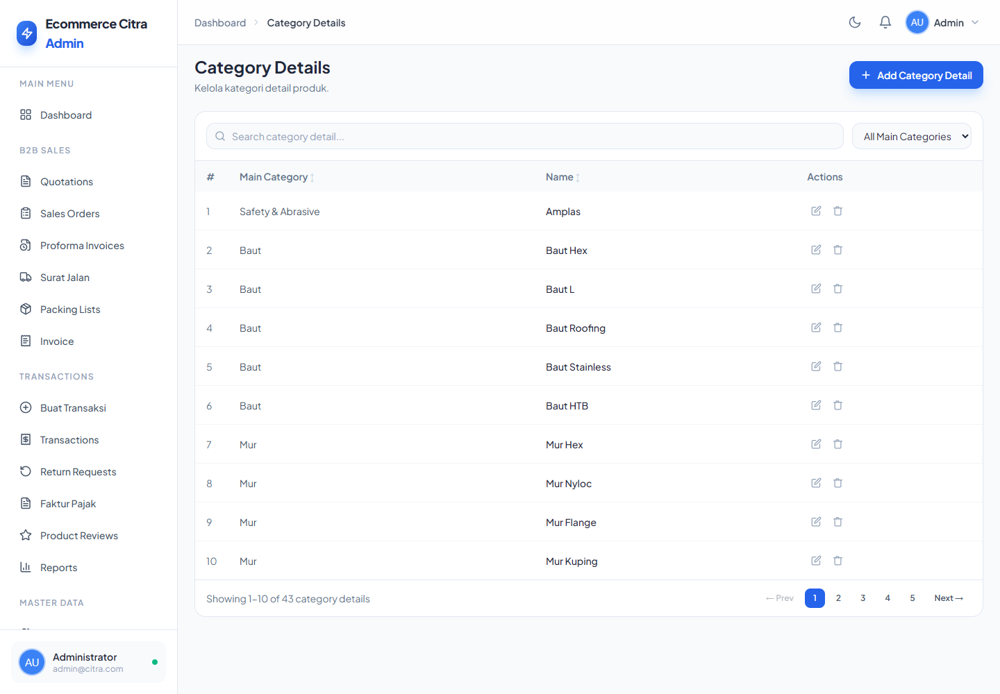 Ecommerce Citra
Admin
MAIN MENU
Dashboard
B2B SALES
Quotations
Sales Orders
Proforma Invoices
Surat Jalan
Packing Lists
Invoice
TRANSACTIONS
Buat Transaksi
Transactions
Return Requests
Faktur Pajak
Product Reviews
Reports
MASTER DATA
AU Administrator
admin@citra.com
Dashboard Category Details
AU Admin
Category Details
Kelola kategori detail produk.
+ Add Category Detail
Search category detail...
All Main Categories
# Main Category Name Actions
1 Safety & Abrasive Amplas
2 Baut Baut Hex
3 Baut Baut L
4 Baut Baut Roofing
5 Baut Baut Stainless
6 Baut Baut HTB
7 Mur Mur Hex
8 Mur Mur Nyloc
9 Mur Mur Flange
10 Mur Mur Kuping
Showing 1–10 of 43 category details
← Prev 1 2 3 4 5 Next →